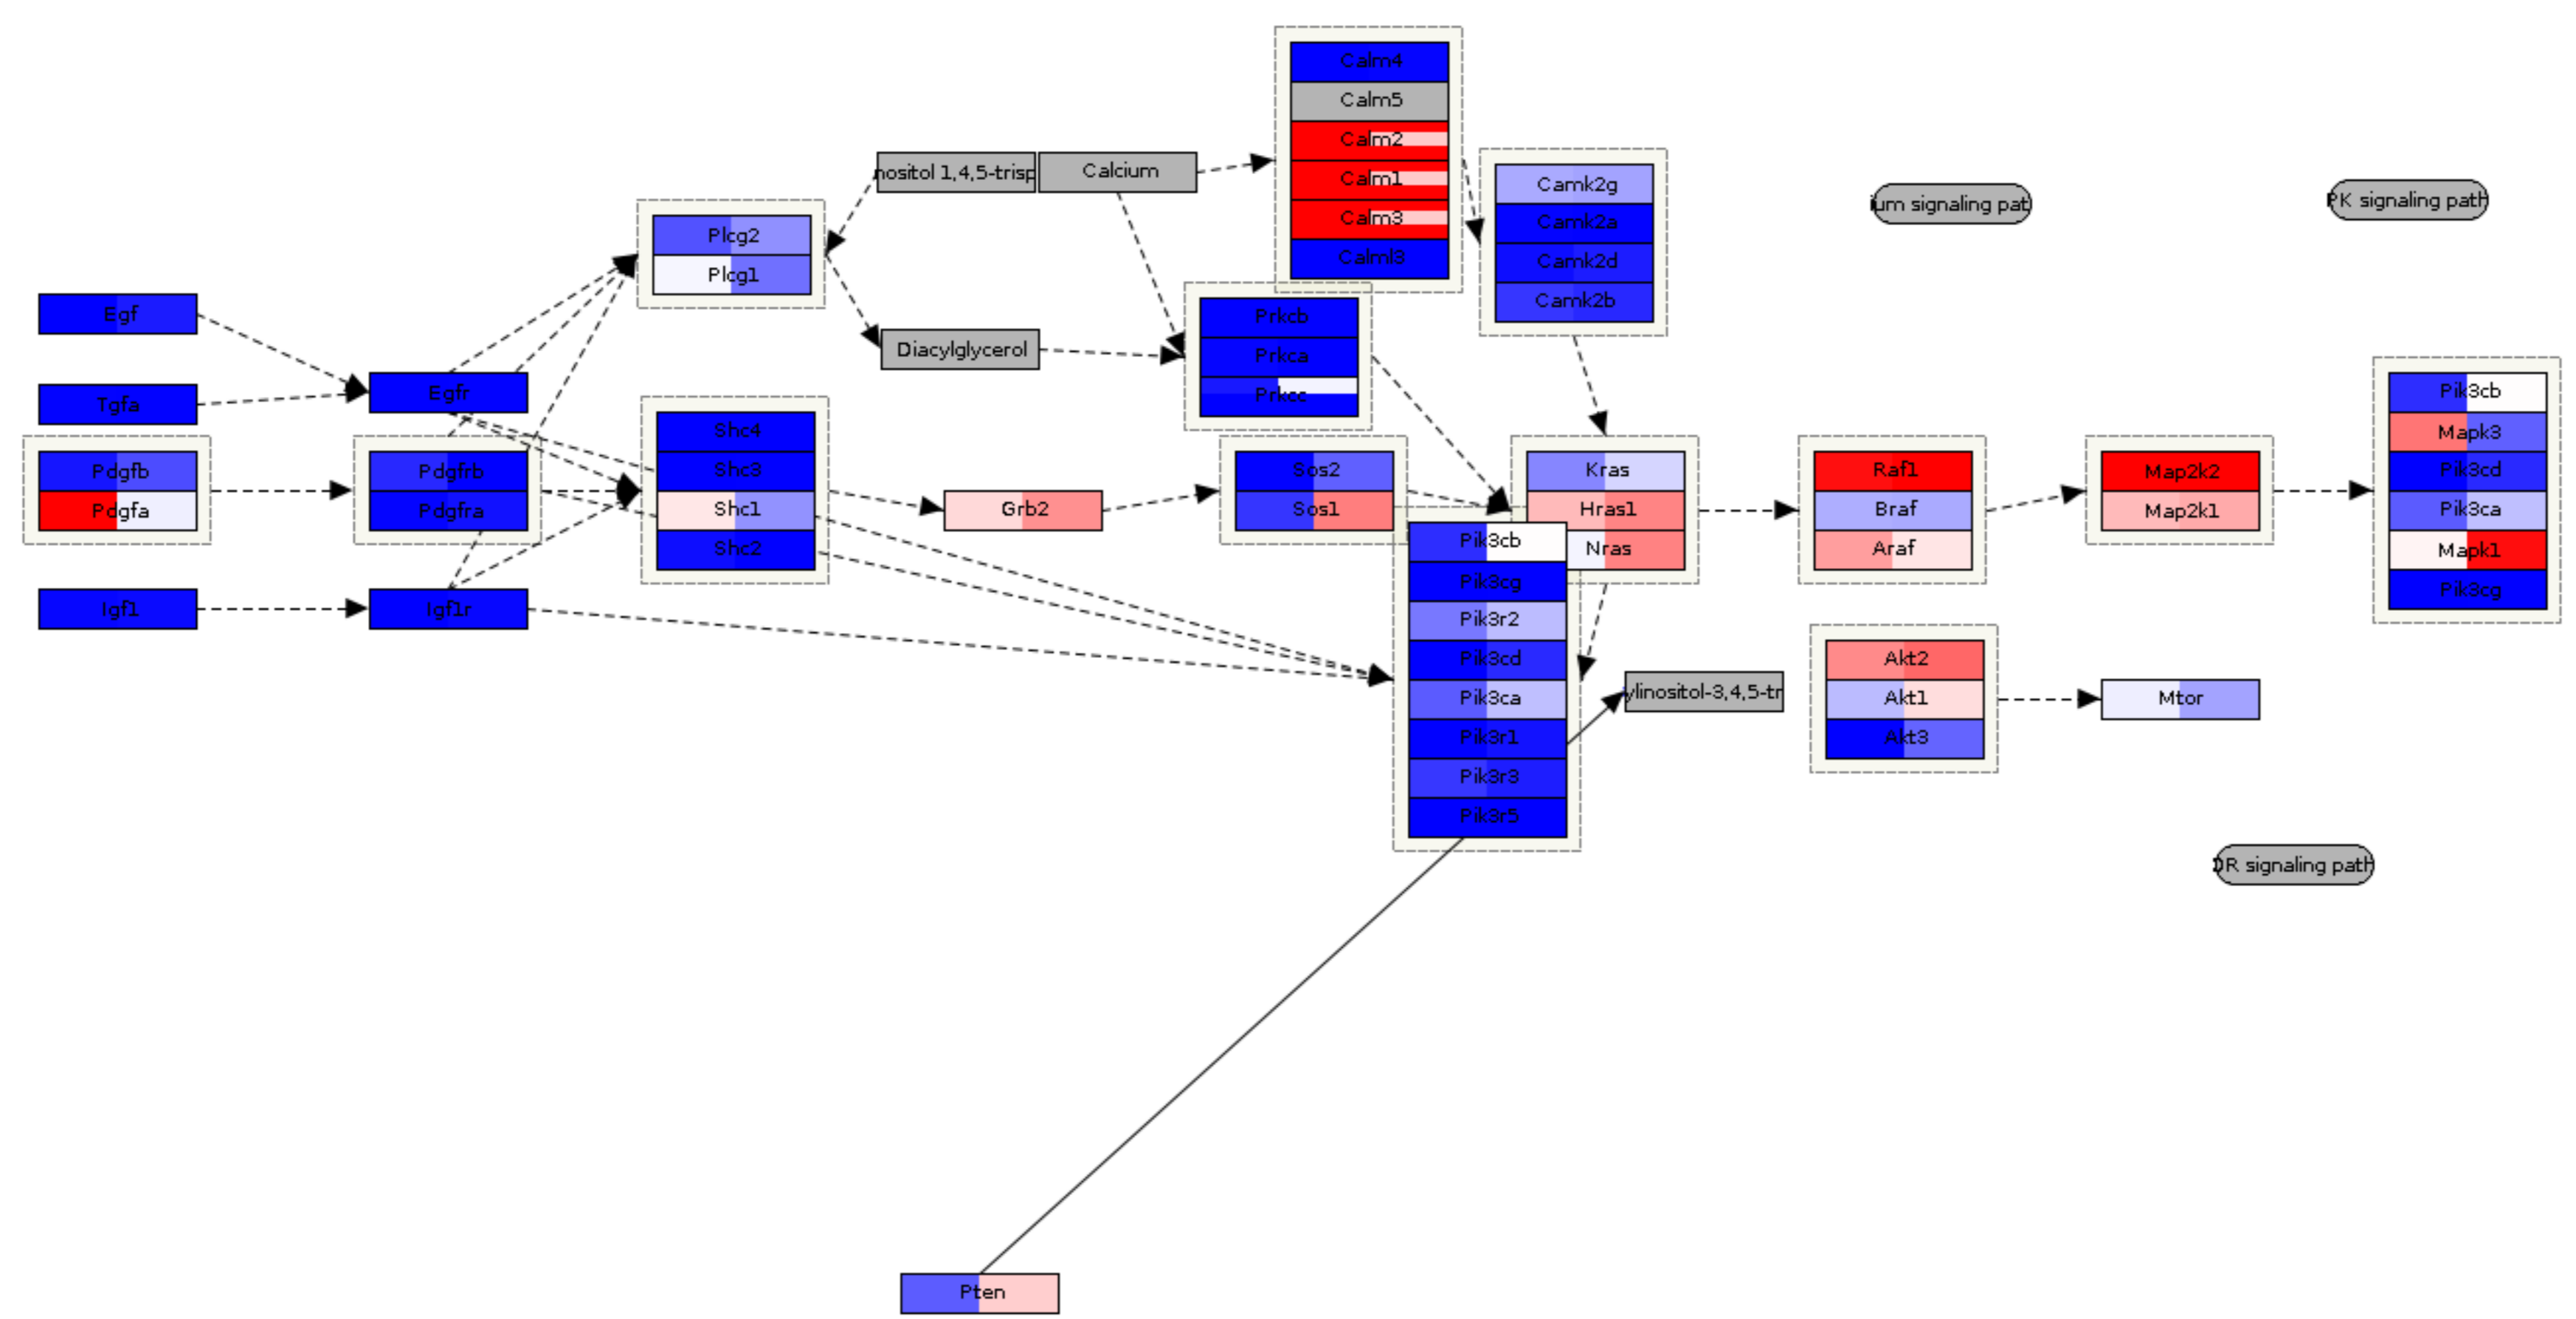 Calm4
Calm5
Calm2
Calm1
Calm3
Calml3
nositol 1,4,5-trisp
Calcium
Camk2g
Camk2a
Camk2d
Camk2b
um signaling pat
PK signaling path
Plcg2
Plcg1
Egf
Tgfa
Pdgfb
Pdgfa
Igf1
Egfr
Pdgfrb
Pdgfra
Igf1r
Diacylglycerol
Prkcb
Prkca
Prkcc
Shc4
Shc3
Shc1
Shc2
Grb2
Sos2
Sos1
Kras
Hras1
Nras
Raf1
Braf
Araf
Map2k2
Map2k1
Pik3cb
Mapk3
Pik3cd
Pik3ca
Mapk1
Pik3cg
Pik3cb
Pik3cg
Pik3r2
Pik3cd
Pik3ca
Pik3r1
Pik3r3
Pik3r5
ylinositol-3,4,5-tr
Akt2
Akt1
Akt3
Mtor
OR signaling path
Pten